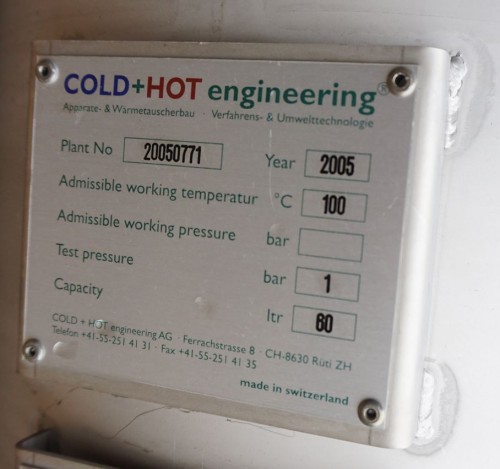 COLD+HOT engineering®
Apparate- & Wärmetauscherbau · Verfahrens- & Umwelttechnologie
Plant No 20050771 Year 2005
Admissible working temperatur °C 100
Admissible working pressure bar
Test pressure bar 1
Capacity ltr 60
COLD + HOT engineering AG · Ferrachstrasse 8 · CH-8630 Rüti ZH
Telefon +41-55-251 41 31 · Fax +41-55-251 41 35
made in switzerland